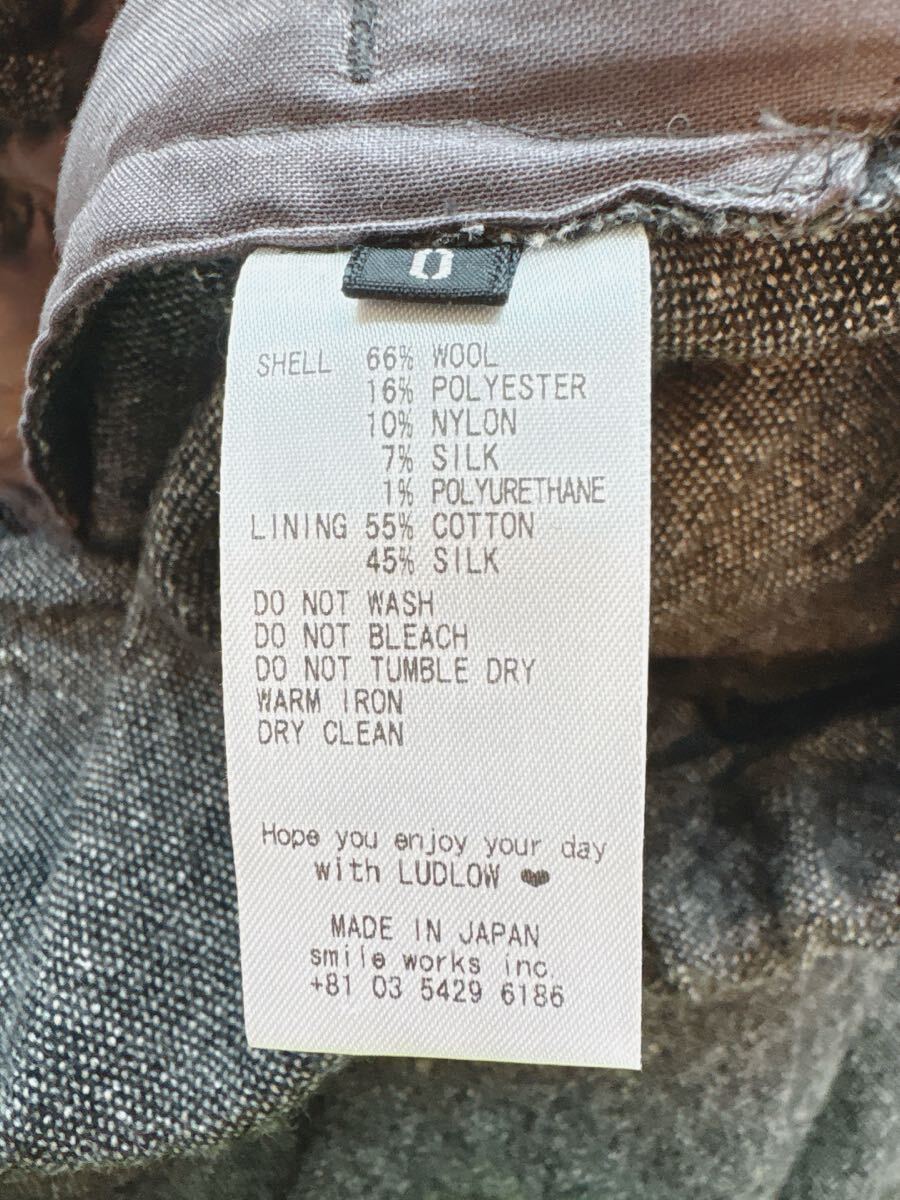 0
SHELL 66% WOOL
16% POLYESTER
10% NYLON
7% SILK
1% POLYURETHANE
LINING 55% COTTON
45% SILK
DO NOT WASH
DO NOT BLEACH
DO NOT TUMBLE DRY
WARM IRON
DRY CLEAN
Hope you enjoy your day
with LUDLOW ❤
MADE IN JAPAN
smile works inc.
+81 03 5429 6186